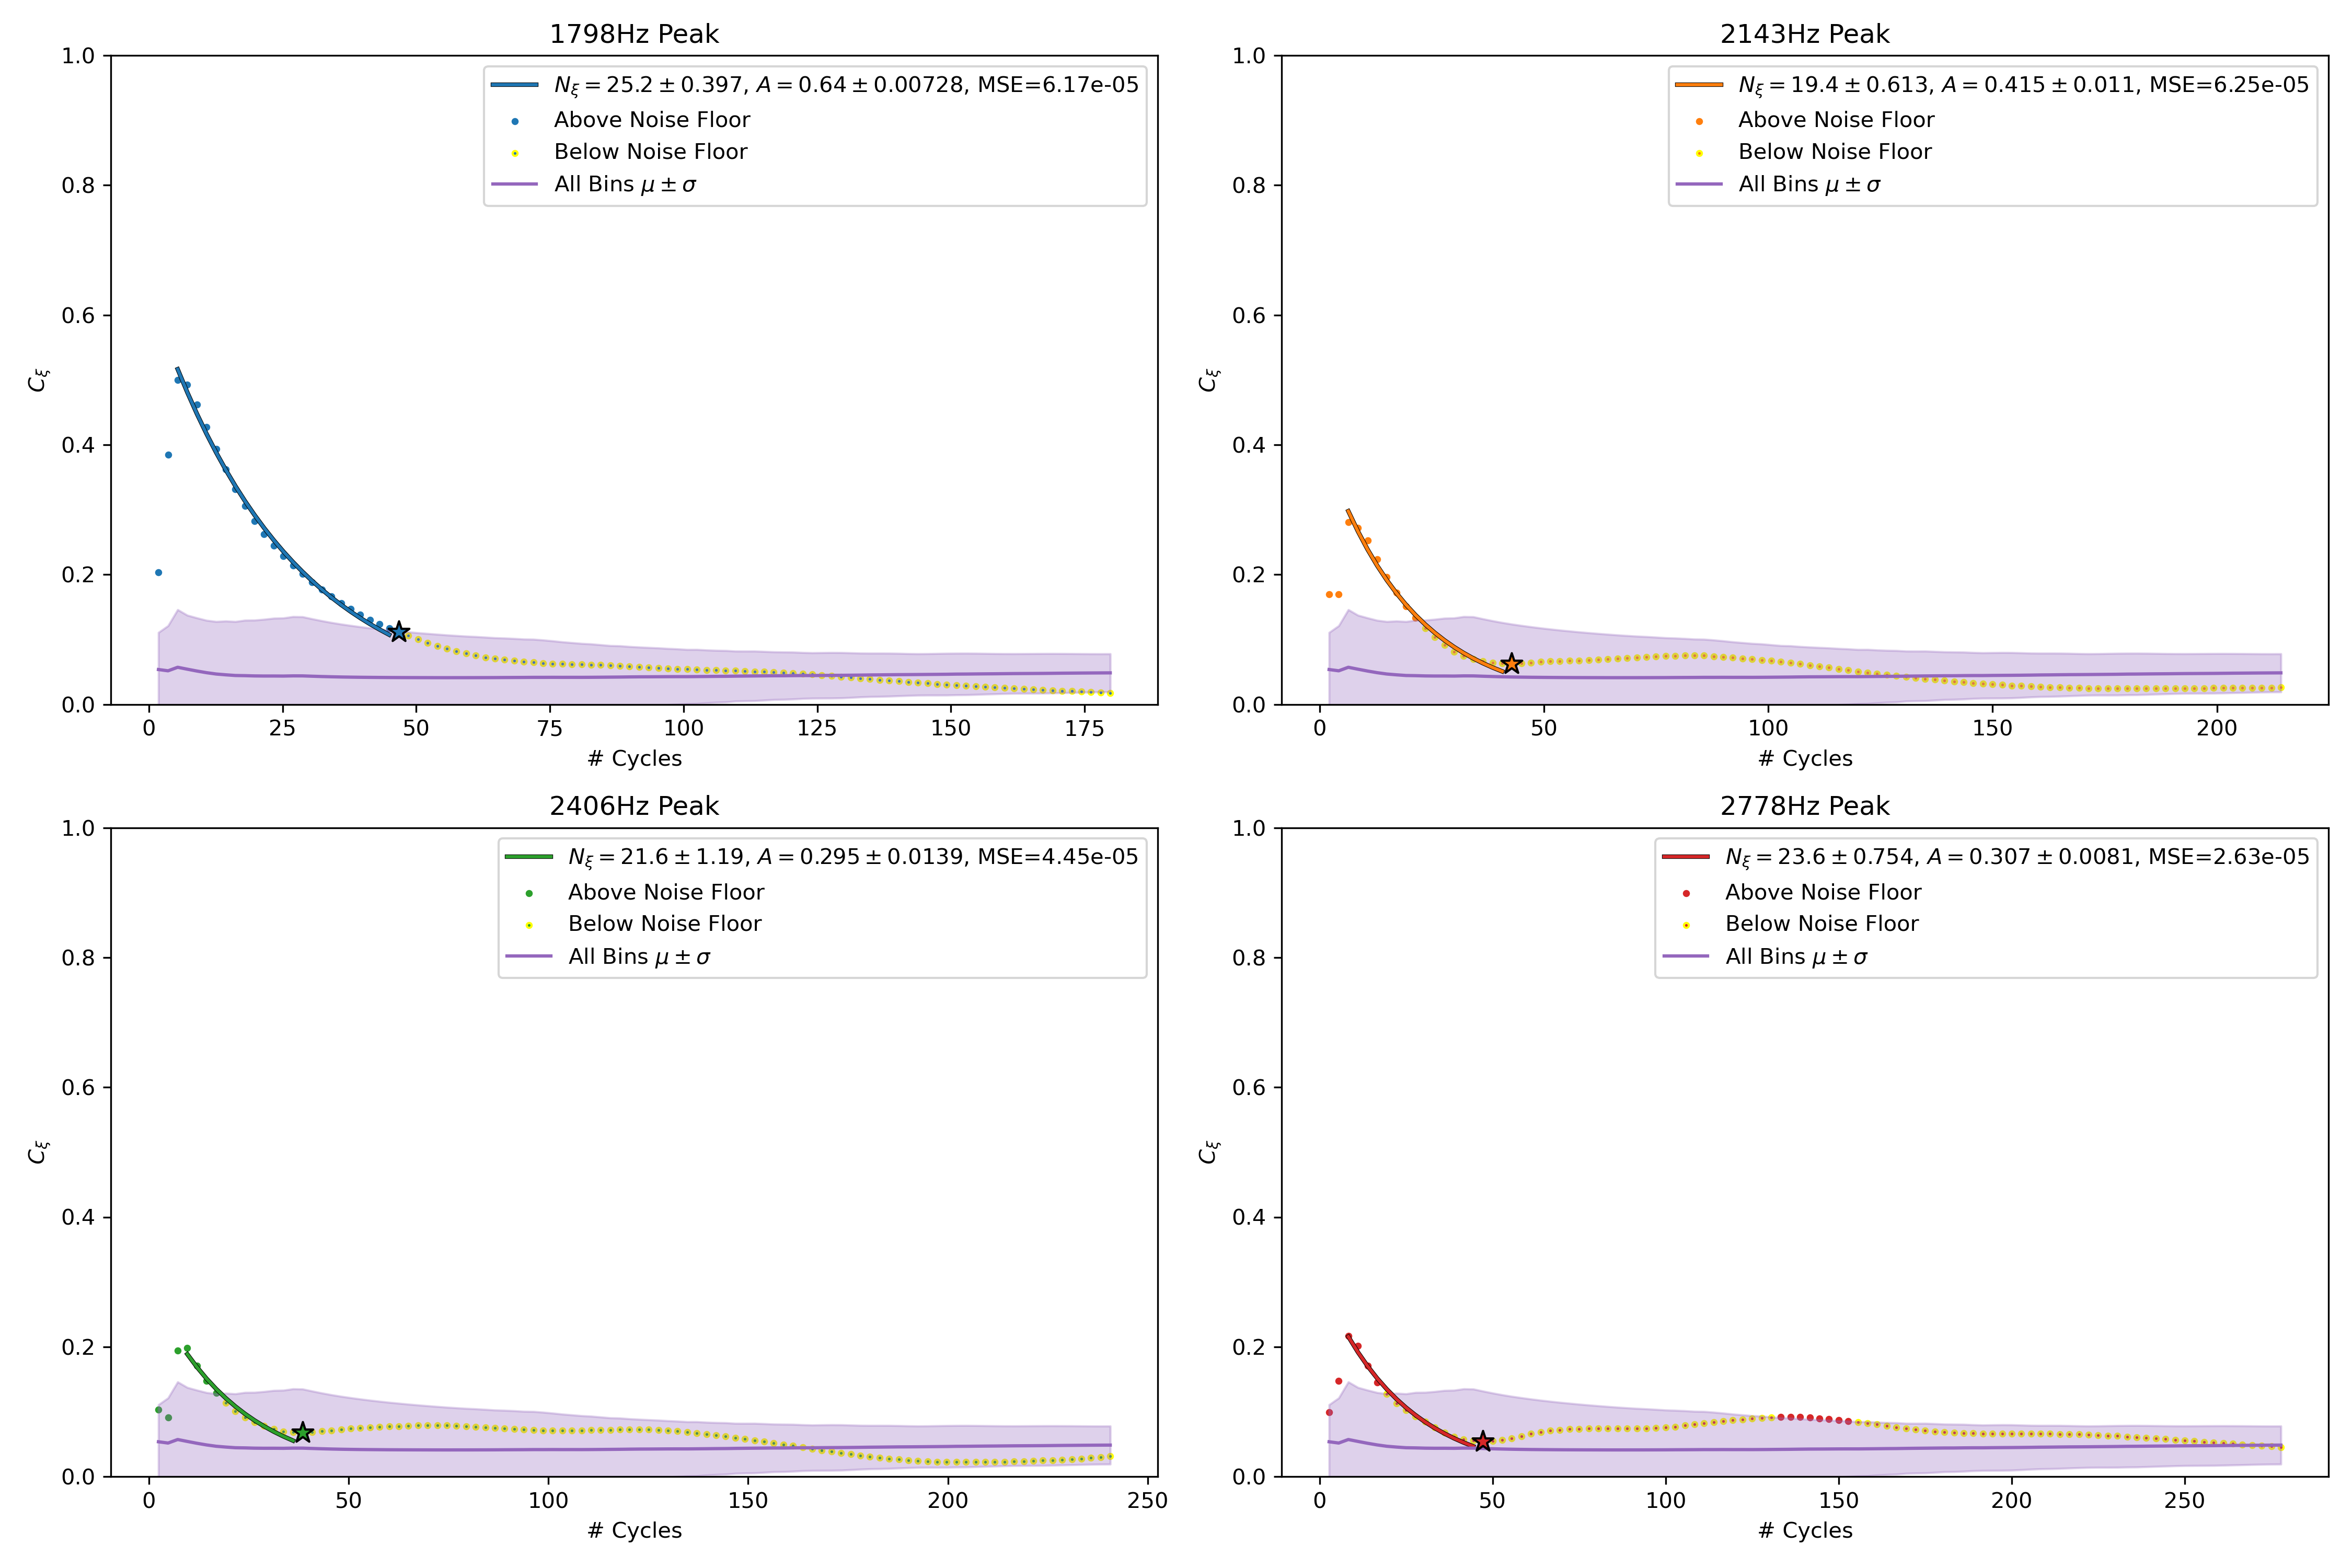 1798Hz Peak
1.0
0.8
0.6
0.4
0.2
0.0
C_ξ
N_ξ = 25.2 ± 0.397, A = 0.64 ± 0.00728, MSE=6.17e-05
Above Noise Floor
Below Noise Floor
All Bins μ ± σ
0 25 50 75 100 125 150 175
# Cycles
2143Hz Peak
1.0
0.8
0.6
0.4
0.2
0.0
C_ξ
N_ξ = 19.4 ± 0.613, A = 0.415 ± 0.011, MSE=6.25e-05
Above Noise Floor
Below Noise Floor
All Bins μ ± σ
0 50 100 150 200
# Cycles
2406Hz Peak
1.0
0.8
0.6
0.4
0.2
0.0
C_ξ
N_ξ = 21.6 ± 1.19, A = 0.295 ± 0.0139, MSE=4.45e-05
Above Noise Floor
Below Noise Floor
All Bins μ ± σ
0 50 100 150 200 250
# Cycles
2778Hz Peak
1.0
0.8
0.6
0.4
0.2
0.0
C_ξ
N_ξ = 23.6 ± 0.754, A = 0.307 ± 0.0081, MSE=2.63e-05
Above Noise Floor
Below Noise Floor
All Bins μ ± σ
0 50 100 150 200 250
# Cycles